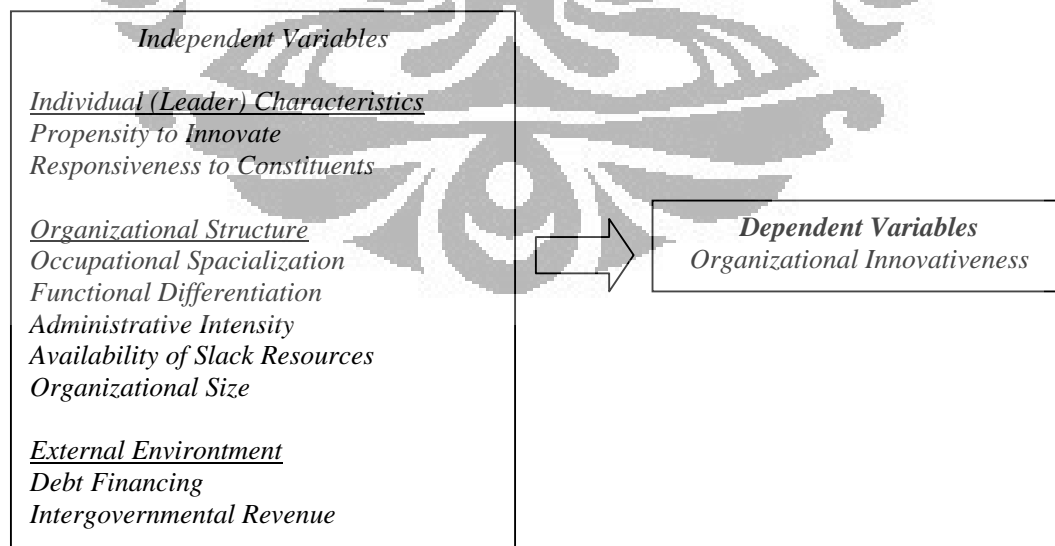 Independent Variables
Individual (Leader) Characteristics
Propensity to Innovate
Responsiveness to Constituents
Organizational Structure
Occupational Spacialization
Functional Differentiation
Administrative Intensity
Availability of Slack Resources
Organizational Size
External Environtment
Debt Financing
Intergovernmental Revenue
Dependent Variables
Organizational Innovativeness